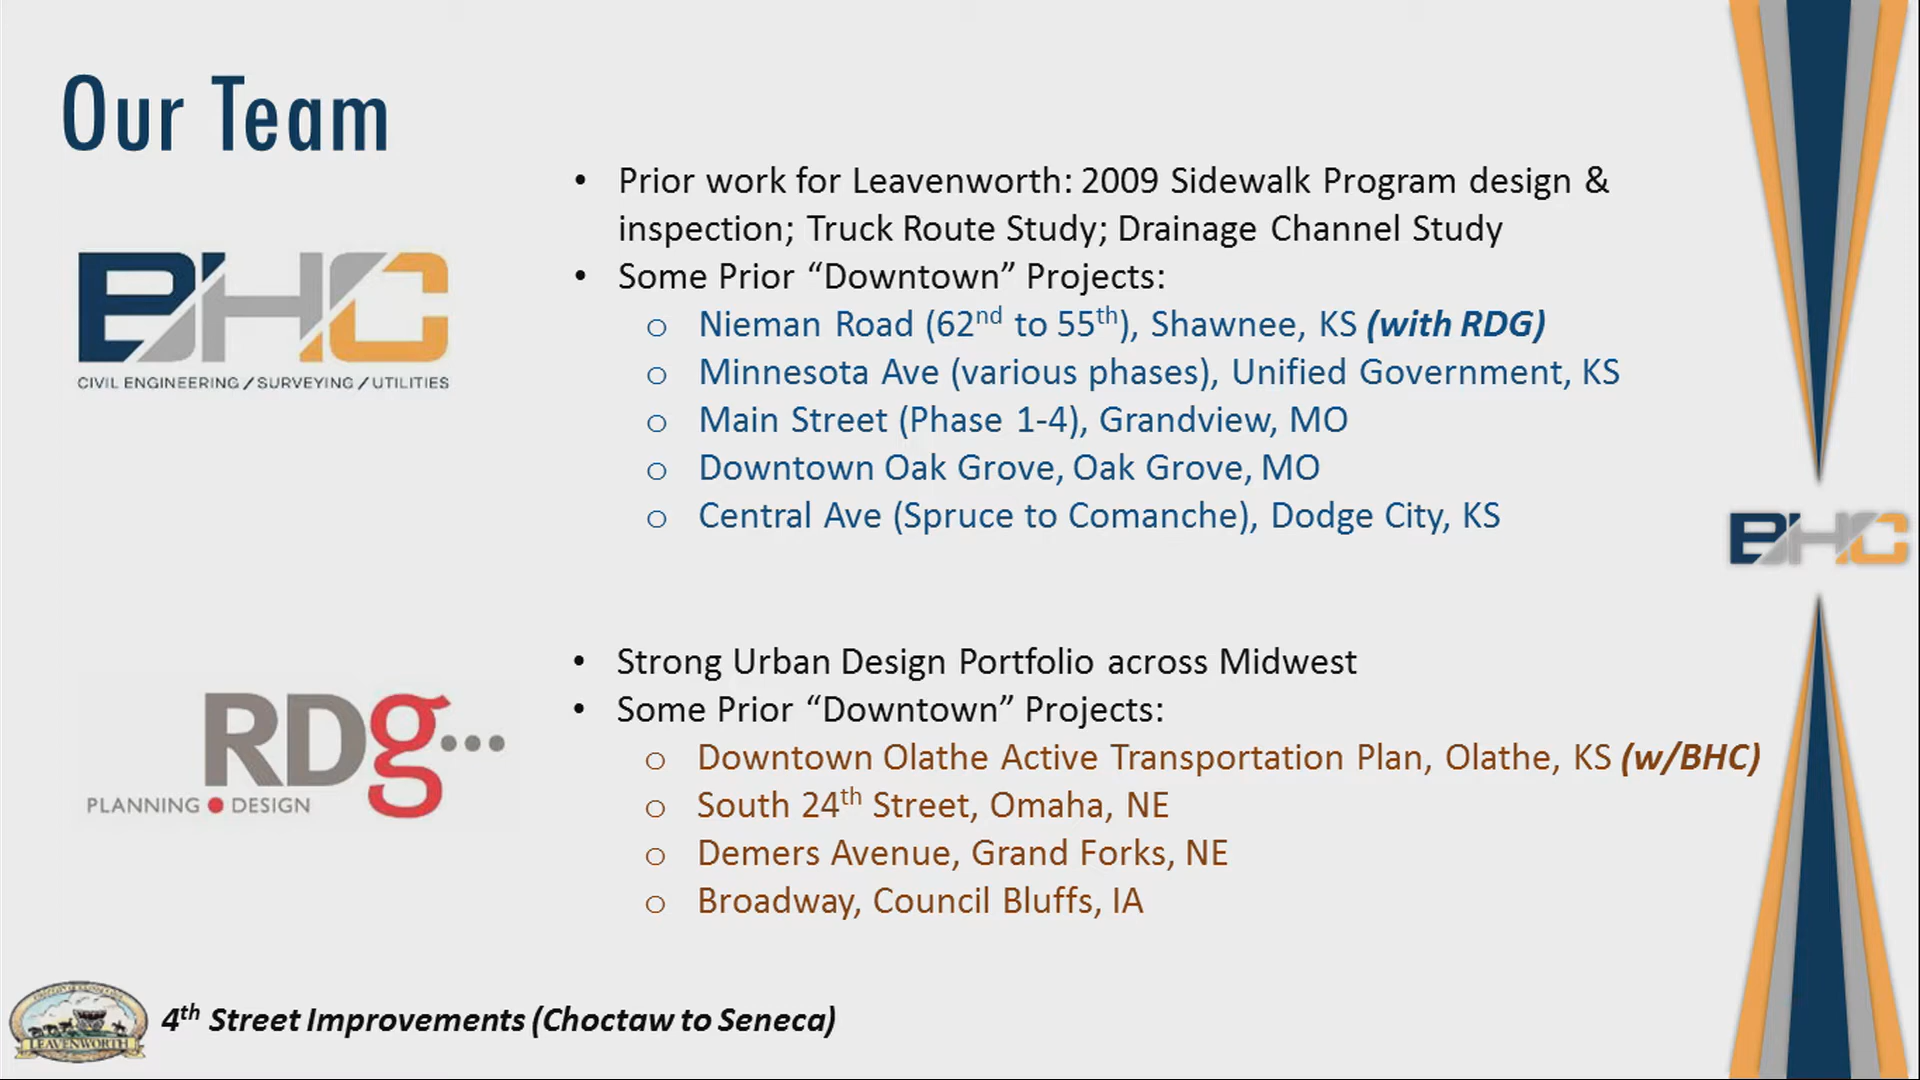 Our Team
• Prior work for Leavenworth: 2009 Sidewalk Program design &
inspection; Truck Route Study; Drainage Channel Study
• Some Prior “Downtown” Projects:
o Nieman Road (62nd to 55th), Shawnee, KS (with RDG)
o Minnesota Ave (various phases), Unified Government, KS
o Main Street (Phase 1-4), Grandview, MO
o Downtown Oak Grove, Oak Grove, MO
o Central Ave (Spruce to Comanche), Dodge City, KS
BHC
CIVIL ENGINEERING / SURVEYING / UTILITIES
BHC
• Strong Urban Design Portfolio across Midwest
• Some Prior “Downtown” Projects:
o Downtown Olathe Active Transportation Plan, Olathe, KS (w/BHC)
o South 24th Street, Omaha, NE
o Demers Avenue, Grand Forks, NE
o Broadway, Council Bluffs, IA
RDg...
PLANNING • DESIGN
LEAVENWORTH
4th Street Improvements (Choctaw to Seneca)